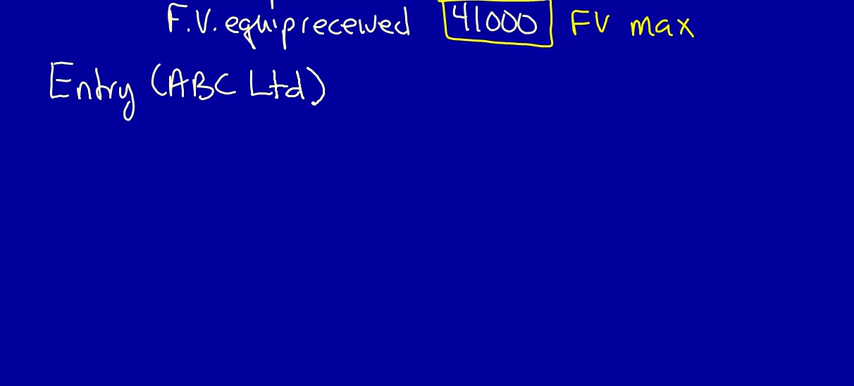 F.V. equip received 41000 FV max
Entry (ABC Ltd)